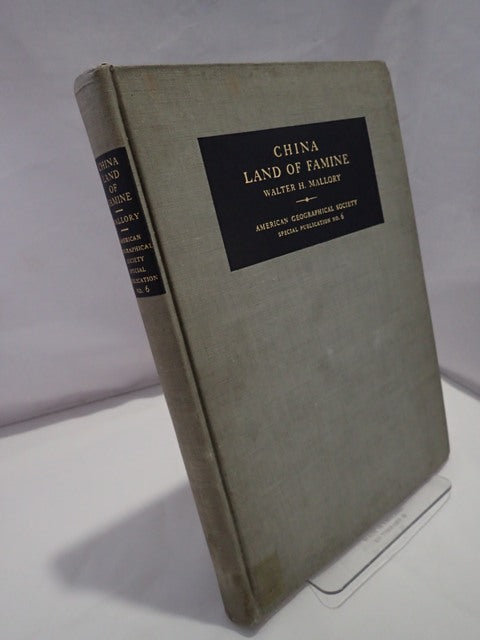 CHINA
LAND OF FAMINE
WALTER H. MALLORY
AMERICAN GEOGRAPHICAL SOCIETY
SPECIAL PUBLICATION NO. 6
CHINA
LAND
OF
FAMINE
MALLORY
AMERICAN
GEOGRAPHICAL
SOCIETY
SPECIAL
PUBLICATION
NO. 6